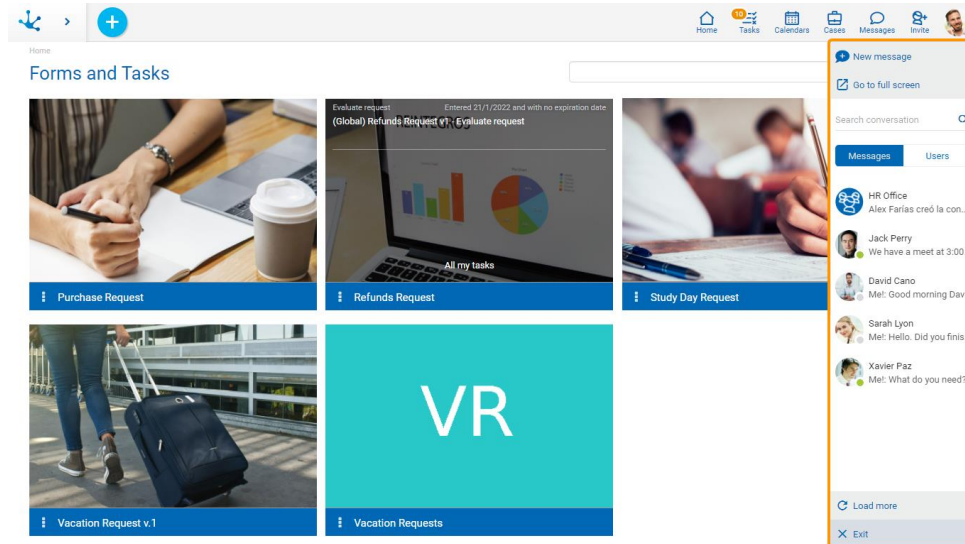 10
Home
Tasks
Calendars
Cases
Messages
Invite
Home
Forms and Tasks
Evaluate request
Entered 21/1/2022 and with no expiration date
(Global) Refunds Request v1 - Evaluate request
REINTEGROS
All my tasks
Purchase Request
Refunds Request
Study Day Request
VR
Vacation Request v.1
Vacation Requests
New message
Go to full screen
Search conversation
Messages
Users
HR Office
Alex Farías creó la con..
Jack Perry
We have a meet at 3:00
David Cano
Me!: Good morning Dav
Sarah Lyon
Me!: Hello. Did you finis
Xavier Paz
Me!: What do you need?
Load more
Exit